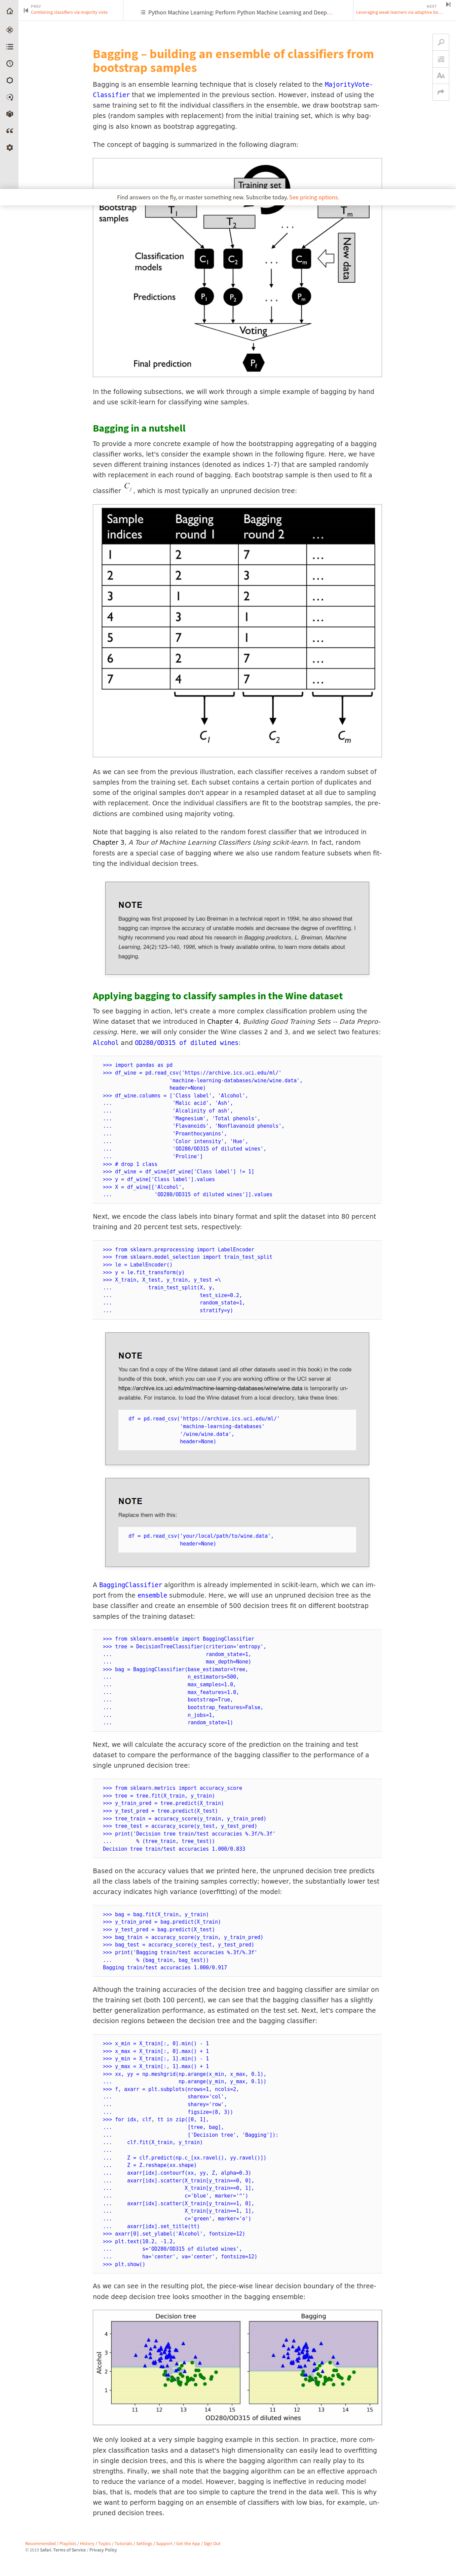 PREV
Combining classifiers via majority vote
Python Machine Learning: Perform Python Machine Learning and Deep…
NEXT
Leveraging weak learners via adaptive bo…
Bagging – building an ensemble of classifiers from
bootstrap samples
Bagging is an ensemble learning technique that is closely related to the MajorityVote-
Classifier that we implemented in the previous section. However, instead of using the
same training set to fit the individual classifiers in the ensemble, we draw bootstrap sam-
ples (random samples with replacement) from the initial training set, which is why bag-
ging is also known as bootstrap aggregating.
The concept of bagging is summarized in the following diagram:
Training set
Find answers on the fly, or master something new. Subscribe today. See pricing options.
Bootstrap
samples
T1
T2
Tm
. . .
Classification
models
C1
C2
Cm
. . .
New data
Predictions
P1
P2
Pm
. . .
Voting
Final prediction
Pf
In the following subsections, we will work through a simple example of bagging by hand
and use scikit-learn for classifying wine samples.
Bagging in a nutshell
To provide a more concrete example of how the bootstrapping aggregating of a bagging
classifier works, let's consider the example shown in the following figure. Here, we have
seven different training instances (denoted as indices 1-7) that are sampled randomly
with replacement in each round of bagging. Each bootstrap sample is then used to fit a
classifier Cj, which is most typically an unpruned decision tree:
Sample indices Bagging round 1 Bagging round 2 …
1 2 7 …
2 2 3 …
3 1 2 …
4 3 1 …
5 7 1 …
6 2 7 …
7 4 7 …
C1 C2 Cm
As we can see from the previous illustration, each classifier receives a random subset of
samples from the training set. Each subset contains a certain portion of duplicates and
some of the original samples don't appear in a resampled dataset at all due to sampling
with replacement. Once the individual classifiers are fit to the bootstrap samples, the pre-
dictions are combined using majority voting.
Note that bagging is also related to the random forest classifier that we introduced in
Chapter 3, A Tour of Machine Learning Classifiers Using scikit-learn. In fact, random
forests are a special case of bagging where we also use random feature subsets when fit-
ting the individual decision trees.
NOTE
Bagging was first proposed by Leo Breiman in a technical report in 1994; he also showed that
bagging can improve the accuracy of unstable models and decrease the degree of overfitting. I
highly recommend you read about his research in Bagging predictors, L. Breiman, Machine
Learning, 24(2):123–140, 1996, which is freely available online, to learn more details about
bagging.
Applying bagging to classify samples in the Wine dataset
To see bagging in action, let's create a more complex classification problem using the
Wine dataset that we introduced in Chapter 4, Building Good Training Sets -- Data Prepro-
cessing. Here, we will only consider the Wine classes 2 and 3, and we select two features:
Alcohol and OD280/OD315 of diluted wines:
>>> import pandas as pd
>>> df_wine = pd.read_csv('https://archive.ics.uci.edu/ml/'
'machine-learning-databases/wine/wine.data',
header=None)
>>> df_wine.columns = ['Class label', 'Alcohol',
... 'Malic acid', 'Ash',
... 'Alcalinity of ash',
... 'Magnesium', 'Total phenols',
... 'Flavanoids', 'Nonflavanoid phenols',
... 'Proanthocyanins',
... 'Color intensity', 'Hue',
... 'OD280/OD315 of diluted wines',
... 'Proline']
>>> # drop 1 class
>>> df_wine = df_wine[df_wine['Class label'] != 1]
>>> y = df_wine['Class label'].values
>>> X = df_wine[['Alcohol',
... 'OD280/OD315 of diluted wines']].values
Next, we encode the class labels into binary format and split the dataset into 80 percent
training and 20 percent test sets, respectively:
>>> from sklearn.preprocessing import LabelEncoder
>>> from sklearn.model_selection import train_test_split
>>> le = LabelEncoder()
>>> y = le.fit_transform(y)
>>> X_train, X_test, y_train, y_test =\
... train_test_split(X, y,
... test_size=0.2,
... random_state=1,
... stratify=y)
NOTE
You can find a copy of the Wine dataset (and all other datasets used in this book) in the code
bundle of this book, which you can use if you are working offline or the UCI server at
https://archive.ics.uci.edu/ml/machine-learning-databases/wine/wine.data is temporarily un-
available. For instance, to load the Wine dataset from a local directory, take these lines:
df = pd.read_csv('https://archive.ics.uci.edu/ml/'
'machine-learning-databases'
'/wine/wine.data',
header=None)
NOTE
Replace them with this:
df = pd.read_csv('your/local/path/to/wine.data',
header=None)
A BaggingClassifier algorithm is already implemented in scikit-learn, which we can im-
port from the ensemble submodule. Here, we will use an unpruned decision tree as the
base classifier and create an ensemble of 500 decision trees fit on different bootstrap
samples of the training dataset:
>>> from sklearn.ensemble import BaggingClassifier
>>> tree = DecisionTreeClassifier(criterion='entropy',
... random_state=1,
... max_depth=None)
>>> bag = BaggingClassifier(base_estimator=tree,
... n_estimators=500,
... max_samples=1.0,
... max_features=1.0,
... bootstrap=True,
... bootstrap_features=False,
... n_jobs=1,
... random_state=1)
Next, we will calculate the accuracy score of the prediction on the training and test
dataset to compare the performance of the bagging classifier to the performance of a
single unpruned decision tree:
>>> from sklearn.metrics import accuracy_score
>>> tree = tree.fit(X_train, y_train)
>>> y_train_pred = tree.predict(X_train)
>>> y_test_pred = tree.predict(X_test)
>>> tree_train = accuracy_score(y_train, y_train_pred)
>>> tree_test = accuracy_score(y_test, y_test_pred)
>>> print('Decision tree train/test accuracies %.3f/%.3f'
... % (tree_train, tree_test))
Decision tree train/test accuracies 1.000/0.833
Based on the accuracy values that we printed here, the unpruned decision tree predicts
all the class labels of the training samples correctly; however, the substantially lower test
accuracy indicates high variance (overfitting) of the model:
>>> bag = bag.fit(X_train, y_train)
>>> y_train_pred = bag.predict(X_train)
>>> y_test_pred = bag.predict(X_test)
>>> bag_train = accuracy_score(y_train, y_train_pred)
>>> bag_test = accuracy_score(y_test, y_test_pred)
>>> print('Bagging train/test accuracies %.3f/%.3f'
... % (bag_train, bag_test))
Bagging train/test accuracies 1.000/0.917
Although the training accuracies of the decision tree and bagging classifier are similar on
the training set (both 100 percent), we can see that the bagging classifier has a slightly
better generalization performance, as estimated on the test set. Next, let's compare the
decision regions between the decision tree and the bagging classifier:
>>> x_min = X_train[:, 0].min() - 1
>>> x_max = X_train[:, 0].max() + 1
>>> y_min = X_train[:, 1].min() - 1
>>> y_max = X_train[:, 1].max() + 1
>>> xx, yy = np.meshgrid(np.arange(x_min, x_max, 0.1),
... np.arange(y_min, y_max, 0.1))
>>> f, axarr = plt.subplots(nrows=1, ncols=2,
... sharex='col',
... sharey='row',
... figsize=(8, 3))
>>> for idx, clf, tt in zip([0, 1],
... [tree, bag],
... ['Decision tree', 'Bagging']):
... clf.fit(X_train, y_train)
...
... Z = clf.predict(np.c_[xx.ravel(), yy.ravel()])
... Z = Z.reshape(xx.shape)
... axarr[idx].contourf(xx, yy, Z, alpha=0.3)
... axarr[idx].scatter(X_train[y_train==0, 0],
... X_train[y_train==0, 1],
... c='blue', marker='^')
... axarr[idx].scatter(X_train[y_train==1, 0],
... X_train[y_train==1, 1],
... c='green', marker='o')
... axarr[idx].set_title(tt)
>>> axarr[0].set_ylabel('Alcohol', fontsize=12)
>>> plt.text(10.2, -1.2,
... s='OD280/OD315 of diluted wines',
... ha='center', va='center', fontsize=12)
>>> plt.show()
As we can see in the resulting plot, the piece-wise linear decision boundary of the three-
node deep decision tree looks smoother in the bagging ensemble:
Decision tree Bagging
Alcohol
4
3
2
1
11 12 13 14 15 11 12 13 14 15
OD280/OD315 of diluted wines
We only looked at a very simple bagging example in this section. In practice, more com-
plex classification tasks and a dataset's high dimensionality can easily lead to overfitting
in single decision trees, and this is where the bagging algorithm can really play to its
strengths. Finally, we shall note that the bagging algorithm can be an effective approach
to reduce the variance of a model. However, bagging is ineffective in reducing model
bias, that is, models that are too simple to capture the trend in the data well. This is why
we want to perform bagging on an ensemble of classifiers with low bias, for example, un-
pruned decision trees.
Recommended / Playlists / History / Topics / Tutorials / Settings / Support / Get the App / Sign Out
© 2019 Safari. Terms of Service / Privacy Policy